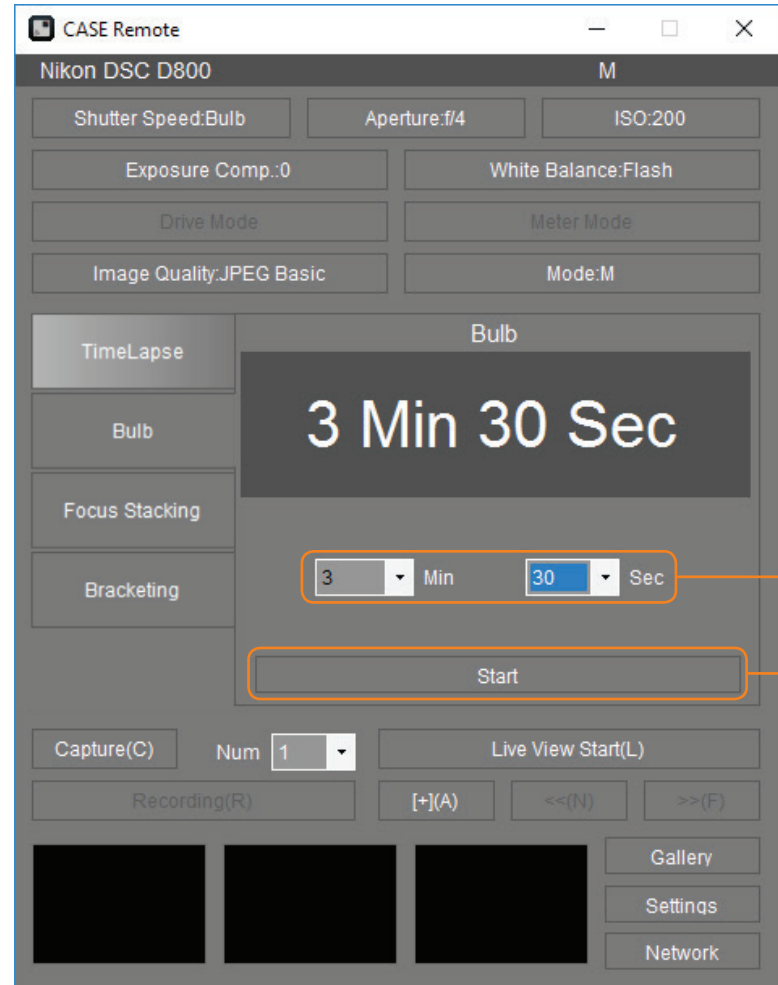 CASE Remote
Nikon DSC D800 M
Shutter Speed:Bulb Aperture:f/4 ISO:200
Exposure Comp.:0 White Balance:Flash
Drive Mode Meter Mode
Image Quality:JPEG Basic Mode:M
TimeLapse
Bulb
Focus Stacking
Bracketing
Bulb
3 Min 30 Sec
3 Min 30 Sec
Start
Capture(C) Num 1 Live View Start(L)
Recording(R) [+](A) <<(N) >>(F)
Gallery
Settings
Network